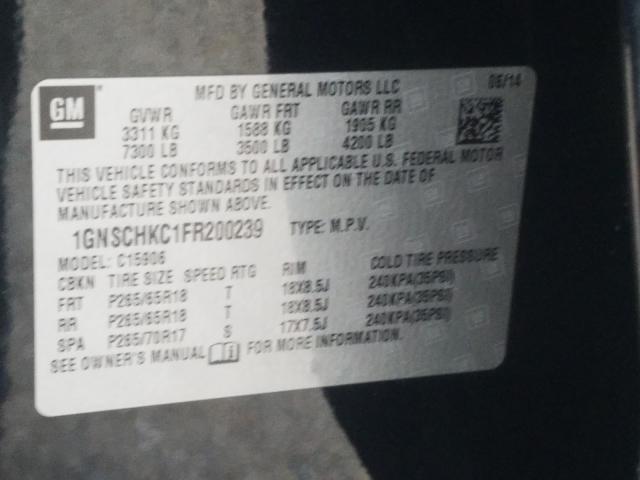 GM
MFD BY GENERAL MOTORS LLC 06/14
GVWR GAWR FRT GAWR RR
3311 KG 1588 KG 1905 KG
7300 LB 3500 LB 4200 LB
THIS VEHICLE CONFORMS TO ALL APPLICABLE U.S. FEDERAL MOTOR
VEHICLE SAFETY STANDARDS IN EFFECT ON THE DATE OF
MANUFACTURE SHOWN ABOVE.
1GNSCHKC1FR200239 TYPE: M.P.V.
MODEL: C15906
CBKN TIRE SIZE SPEED RTG RIM COLD TIRE PRESSURE
FRT P265/65R18 T 18X8.5J 240KPA(35PSI)
RR P265/65R18 T 18X8.5J 240KPA(35PSI)
SPA P265/70R17 S 17X7.5J 240KPA(35PSI)
SEE OWNER'S MANUAL FOR MORE INFORMATION.